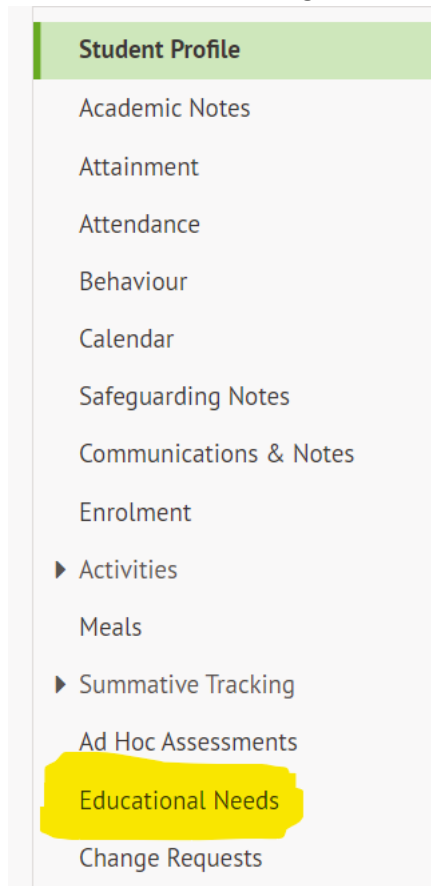 Student Profile
Academic Notes
Attainment
Attendance
Behaviour
Calendar
Safeguarding Notes
Communications & Notes
Enrolment
Activities
Meals
Summative Tracking
Ad Hoc Assessments
Educational Needs
Change Requests